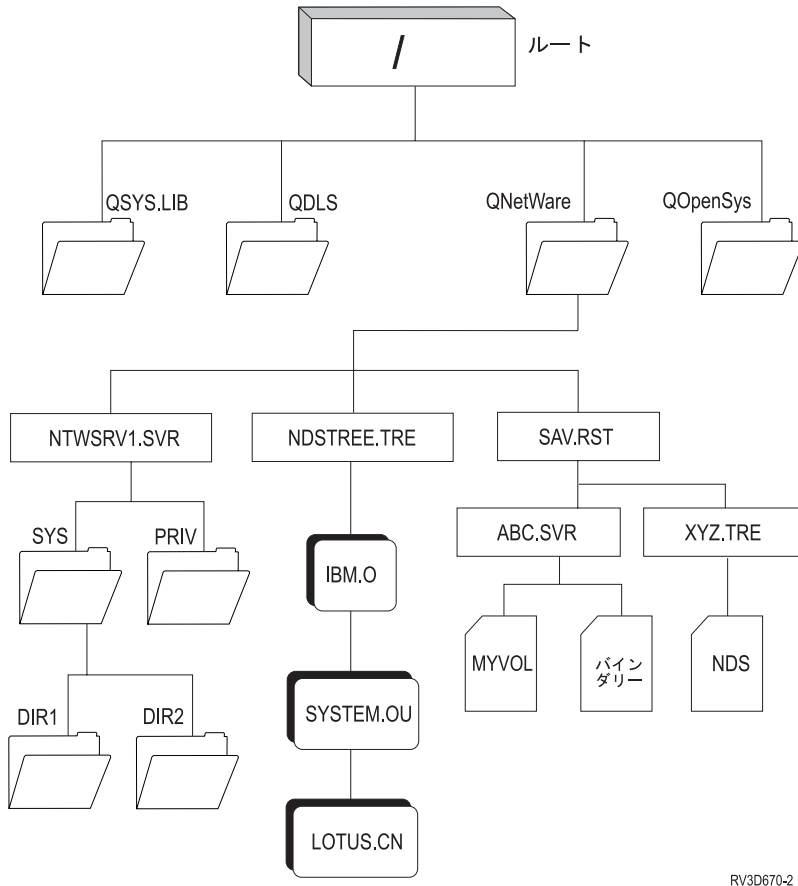 /
ルート
QSYS.LIB
QDLS
QNetWare
QOpenSys
NTWSRV1.SVR
NDSTREE.TRE
SAV.RST
SYS
PRIV
IBM.O
ABC.SVR
XYZ.TRE
MYVOL
バイン
ダリー
NDS
DIR1
DIR2
SYSTEM.OU
LOTUS.CN
RV3D670-2